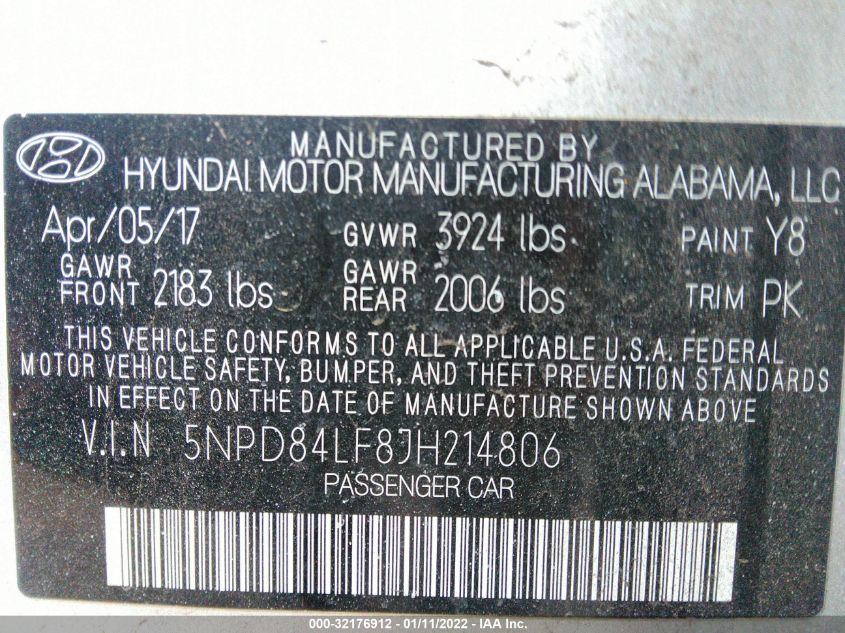 MANUFACTURED BY
HYUNDAI MOTOR MANUFACTURING ALABAMA, LLC
Apr/05/17 GVWR 3924 lbs PAINT Y8
GAWR FRONT 2183 lbs GAWR REAR 2006 lbs TRIM PK
THIS VEHICLE CONFORMS TO ALL APPLICABLE U.S.A. FEDERAL
MOTOR VEHICLE SAFETY, BUMPER, AND THEFT PREVENTION STANDARDS
IN EFFECT ON THE DATE OF MANUFACTURE SHOWN ABOVE
V.I.N 5NPD84LF8JH214806
PASSENGER CAR
000-32176912 - 01/11/2022 - IAA Inc.